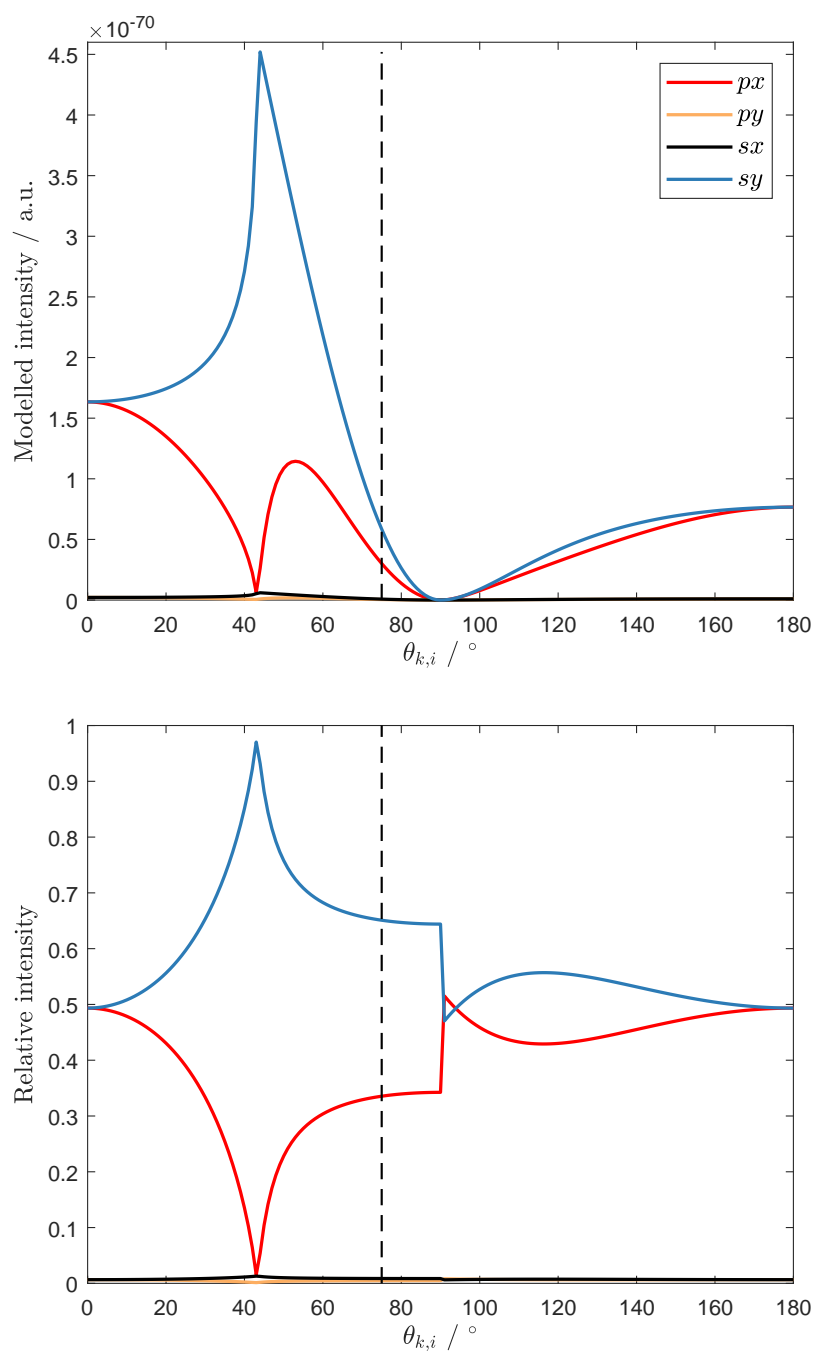 ×10⁻⁷⁰
4.5
4
3.5
3
2.5
2
1.5
1
0.5
0
Modelled intensity / a.u.
px
py
sx
sy
0 20 40 60 80 100 120 140 160 180
θk,i / °
1
0.9
0.8
0.7
0.6
0.5
0.4
0.3
0.2
0.1
0
Relative intensity
0 20 40 60 80 100 120 140 160 180
θk,i / °